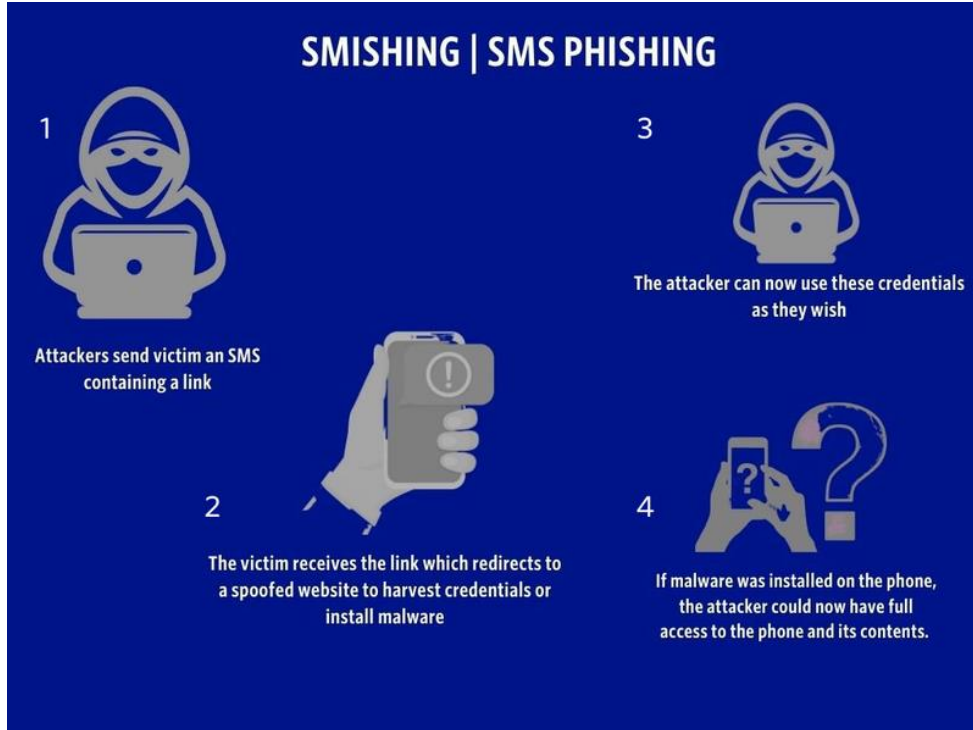 SMISHING | SMS PHISHING
1
Attackers send victim an SMS
containing a link
2
The victim receives the link which redirects to
a spoofed website to harvest credentials or
install malware
3
The attacker can now use these credentials
as they wish
4
If malware was installed on the phone,
the attacker could now have full
access to the phone and its contents.